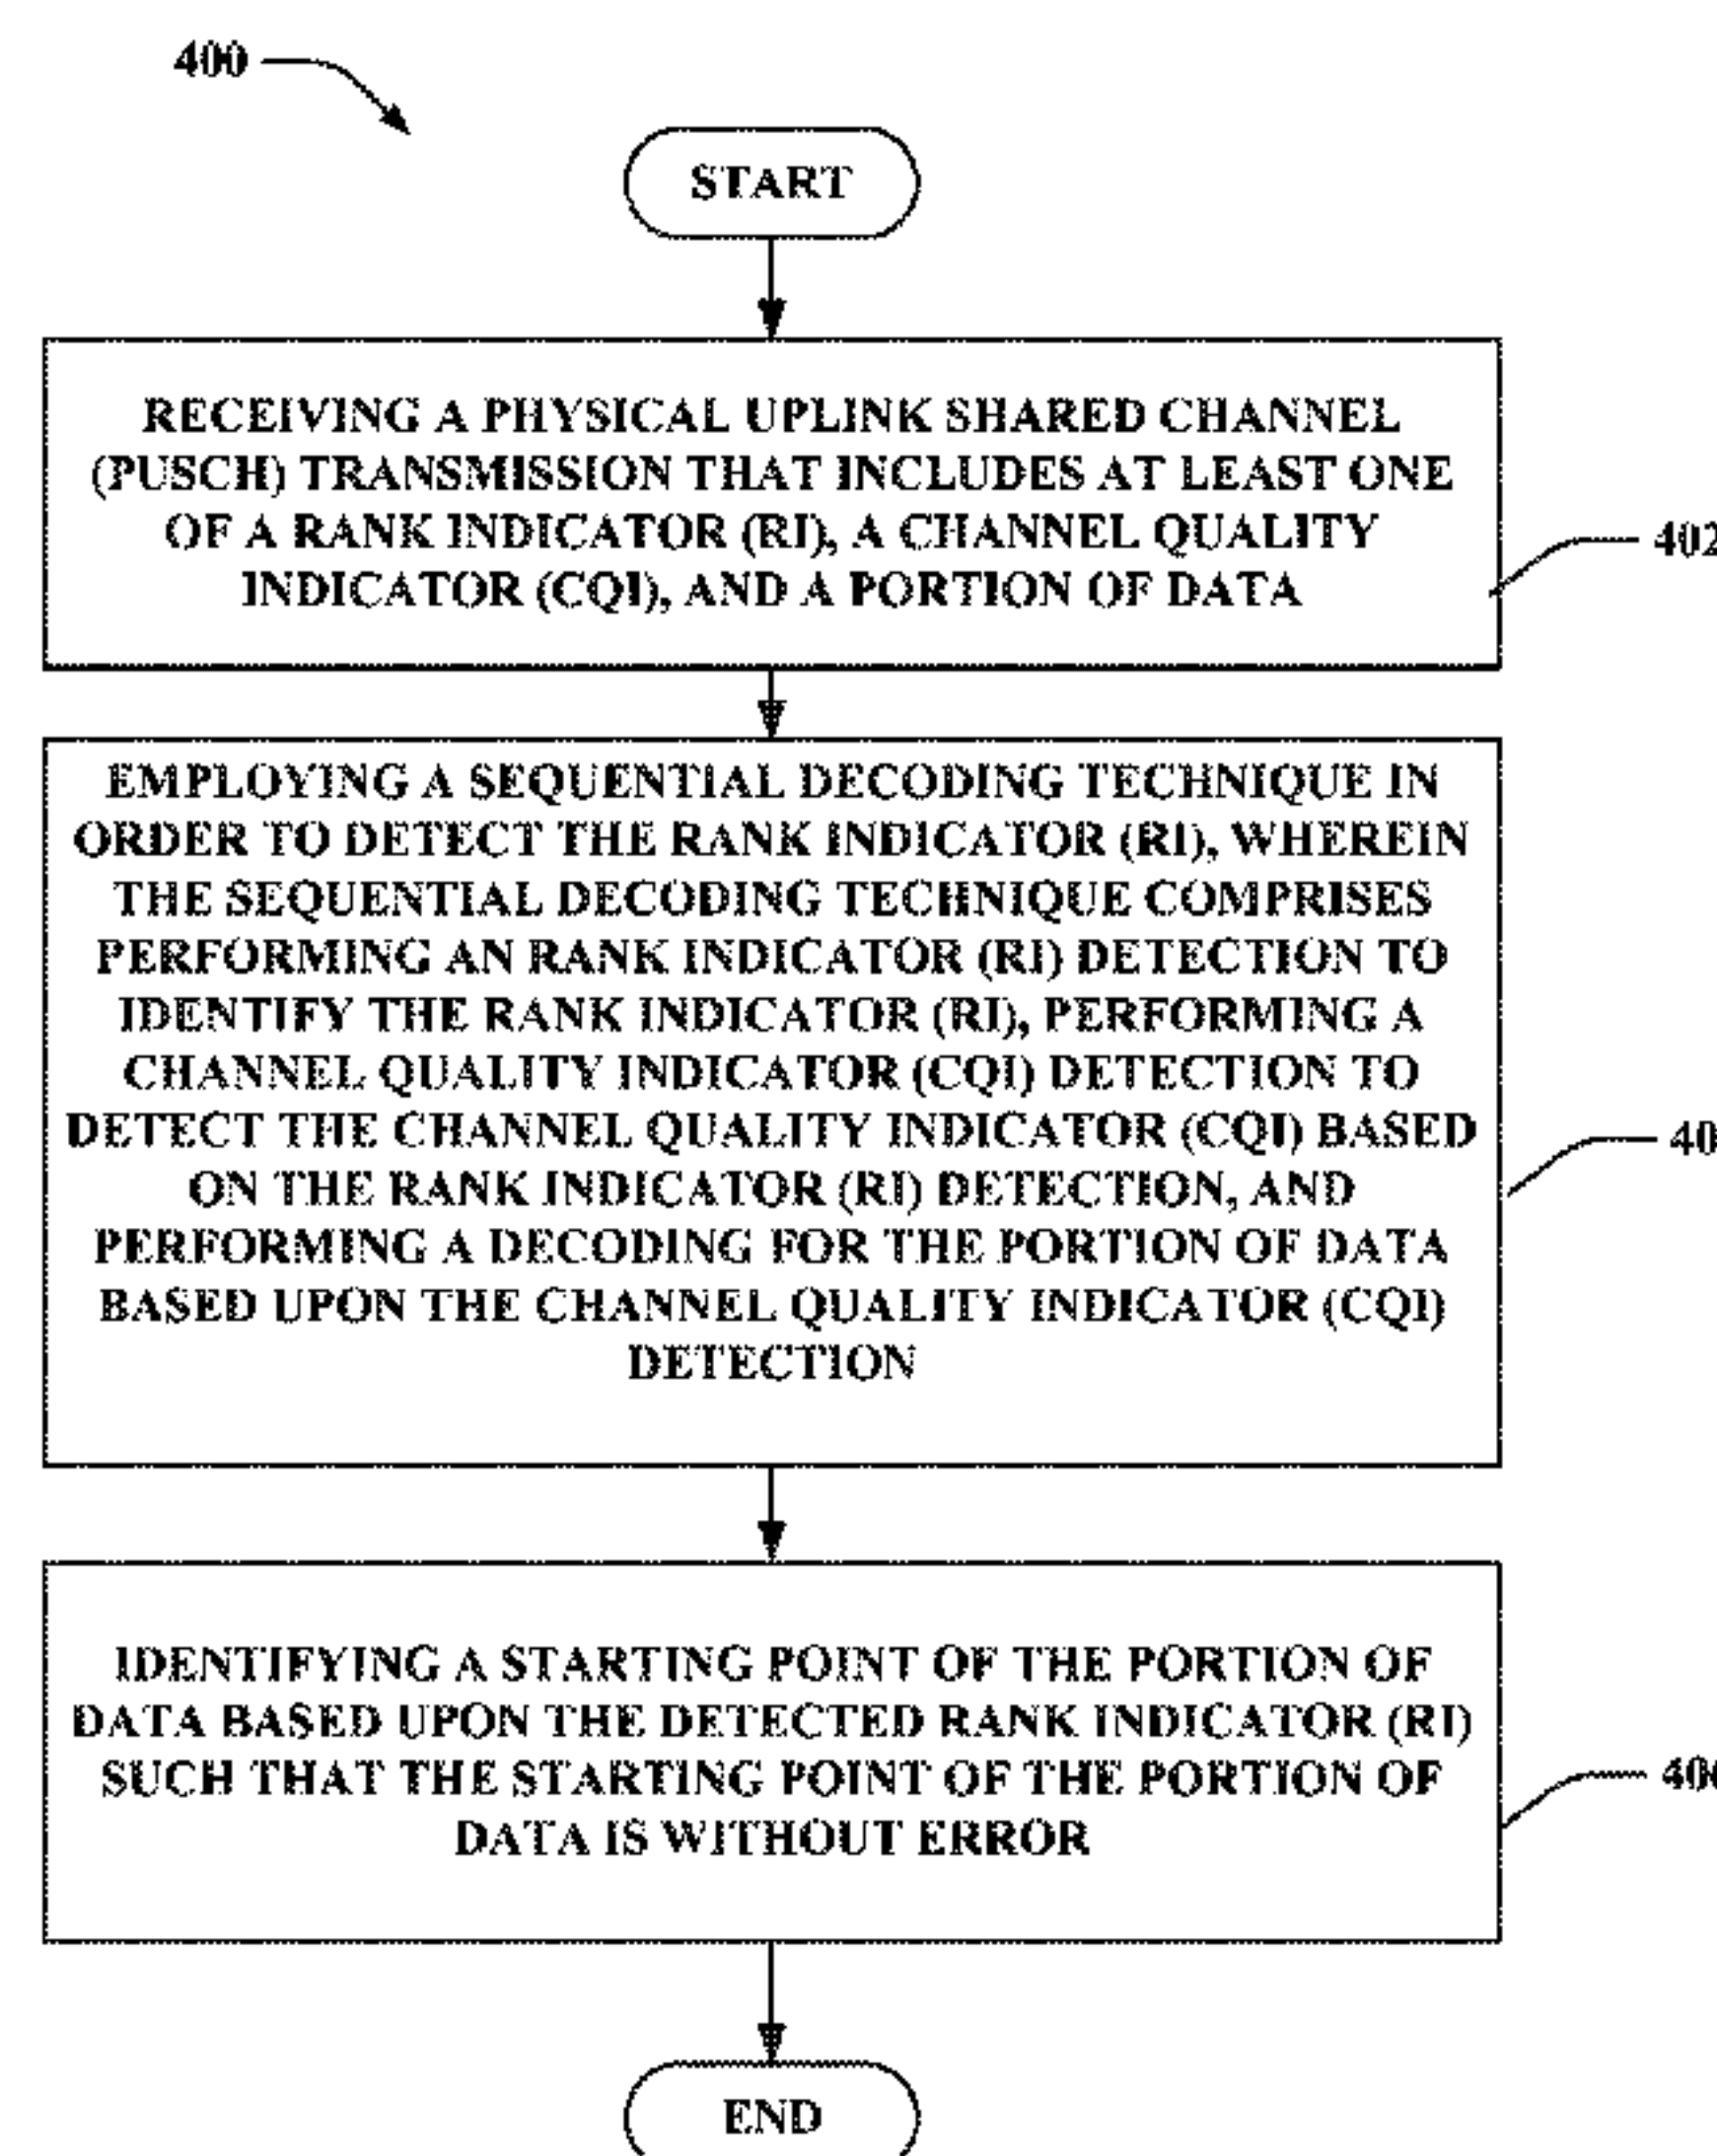 400
START
RECEIVING A PHYSICAL UPLINK SHARED CHANNEL
(PUSCH) TRANSMISSION THAT INCLUDES AT LEAST ONE
OF A RANK INDICATOR (RI), A CHANNEL QUALITY
INDICATOR (CQI), AND A PORTION OF DATA
402
EMPLOYING A SEQUENTIAL DECODING TECHNIQUE IN
ORDER TO DETECT THE RANK INDICATOR (RI), WHEREIN
THE SEQUENTIAL DECODING TECHNIQUE COMPRISES
PERFORMING AN RANK INDICATOR (RI) DETECTION TO
IDENTIFY THE RANK INDICATOR (RI), PERFORMING A
CHANNEL QUALITY INDICATOR (CQI) DETECTION TO
DETECT THE CHANNEL QUALITY INDICATOR (CQI) BASED
ON THE RANK INDICATOR (RI) DETECTION, AND
PERFORMING A DECODING FOR THE PORTION OF DATA
BASED UPON THE CHANNEL QUALITY INDICATOR (CQI)
DETECTION
IDENTIFYING A STARTING POINT OF THE PORTION OF
DATA BASED UPON THE DETECTED RANK INDICATOR (RI)
SUCH THAT THE STARTING POINT OF THE PORTION OF
DATA IS WITHOUT ERROR
406
END